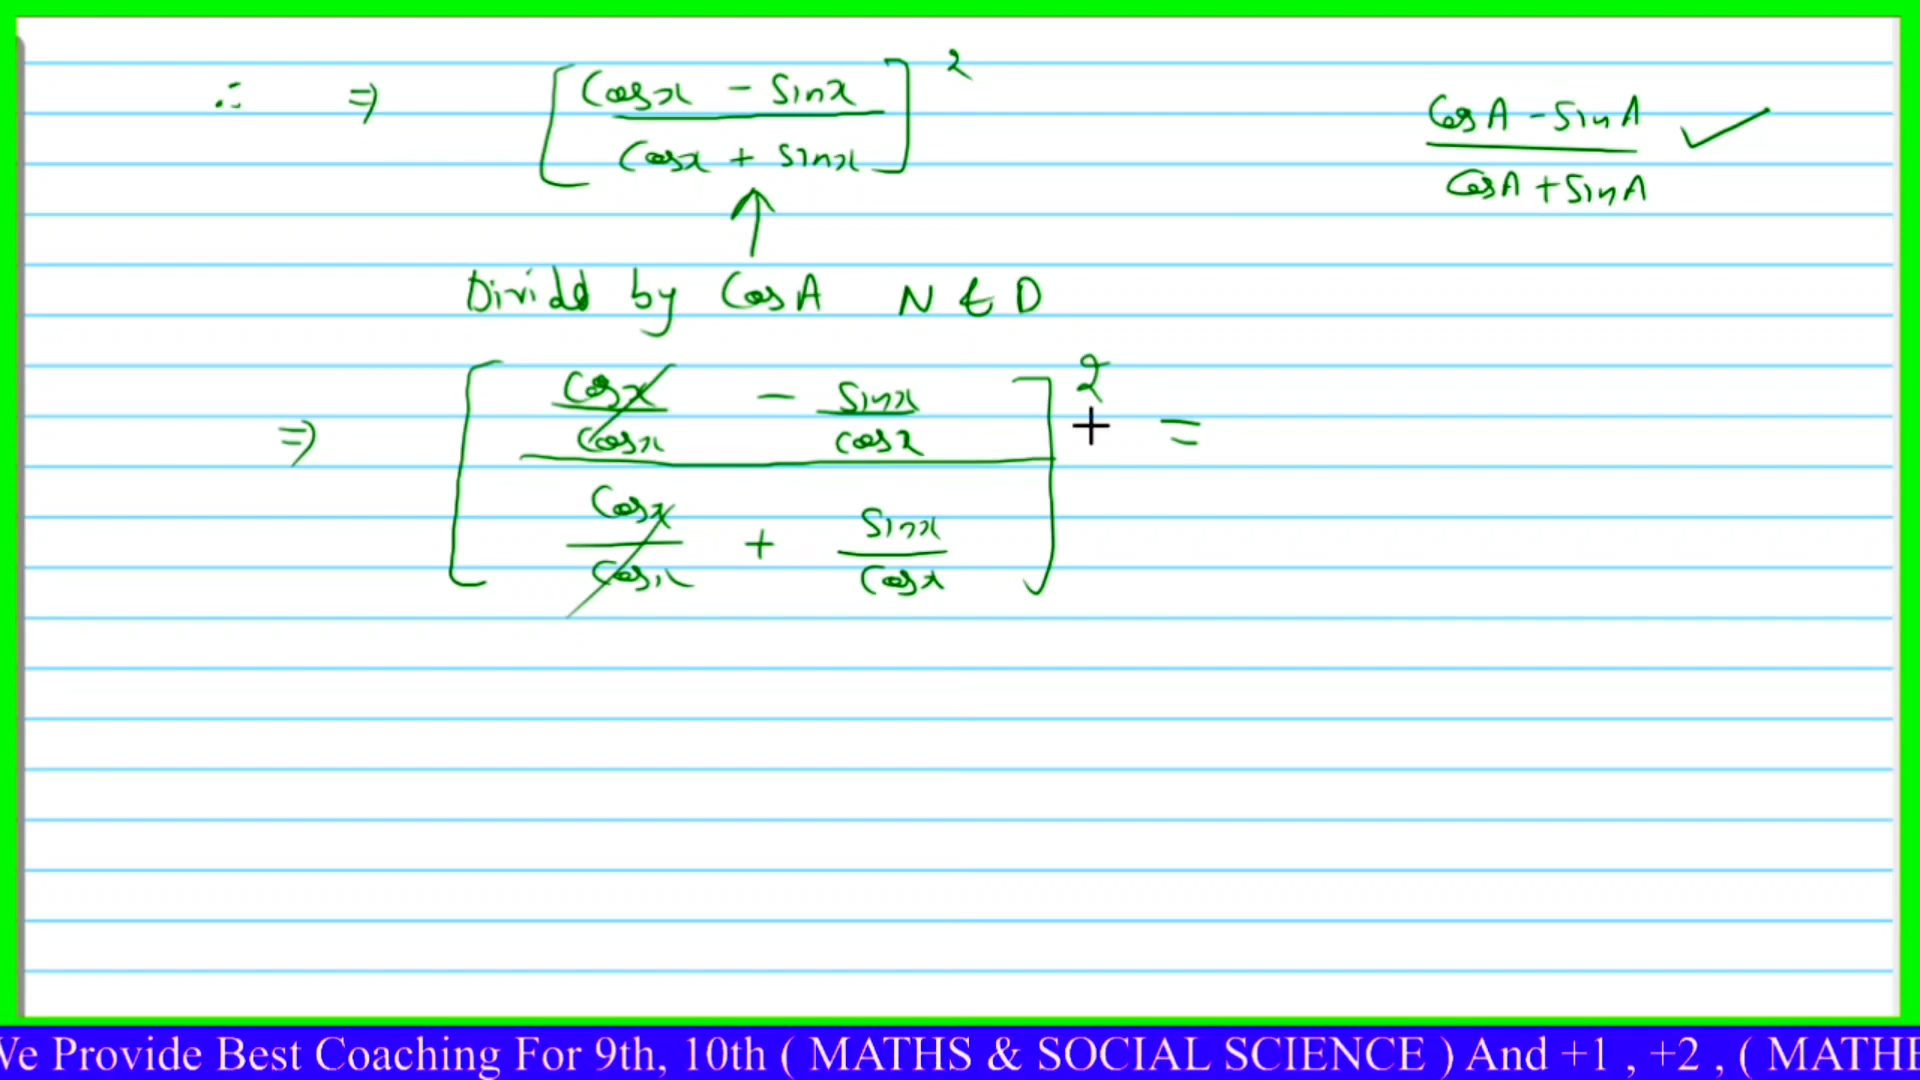 ∴ ⇒ [ (Cosx - Sinx) / (Cosx + Sinx) ]²
(CosA - SinA) / (CosA + SinA) ✓
↑
Divide by CosA N & D
⇒ [ (Cosx/Cosx - Sinx/Cosx) / (Cosx/Cosx + Sinx/Cosx) ]² =
We Provide Best Coaching For 9th, 10th ( MATHS & SOCIAL SCIENCE ) And +1 , +2 , ( MATHE